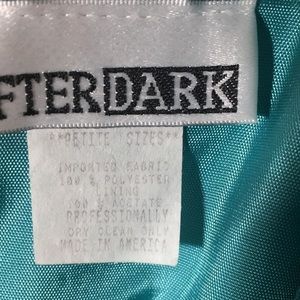 FTERDARK
**PETITE SIZES**
IMPORTED FABRIC
100 % POLYESTER
LINING
100 % ACETATE
PROFESSIONALLY
DRY CLEAN ONLY
MADE IN AMERICA